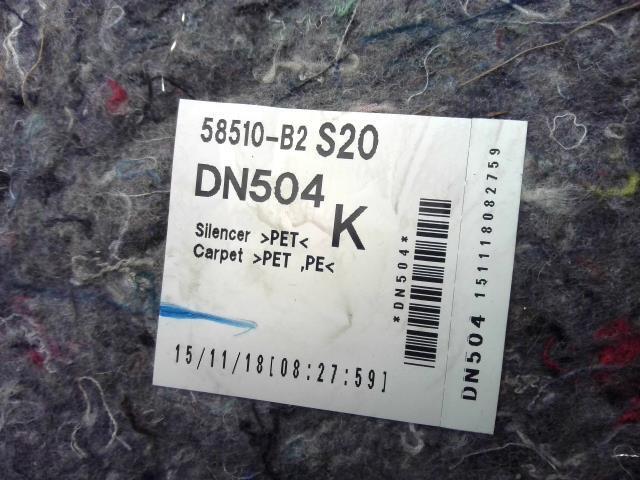 58510-B2 S20
DN504
K
Silencer >PET<
Carpet >PET ,PE<
15/11/18[08:27:59]
*DN504*
DN504 151118082759